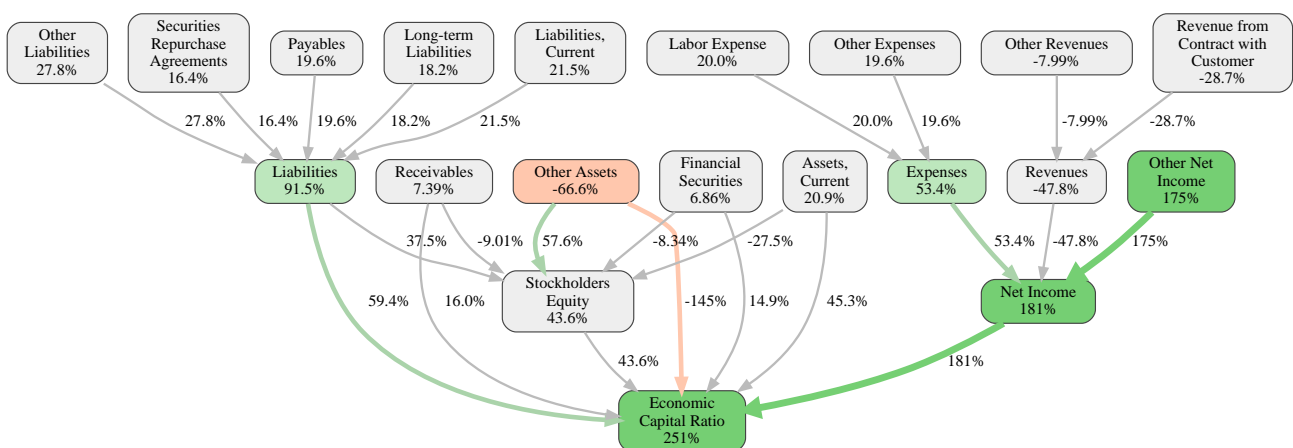 Other
Liabilities
27.8%
Securities
Repurchase
Agreements
16.4%
Payables
19.6%
Long-term
Liabilities
18.2%
Liabilities,
Current
21.5%
Labor Expense
20.0%
Other Expenses
19.6%
Other Revenues
-7.99%
Revenue from
Contract with
Customer
-28.7%
27.8%
16.4%
19.6%
18.2%
21.5%
20.0%
19.6%
-7.99%
-28.7%
Liabilities
91.5%
Receivables
7.39%
Other Assets
-66.6%
Financial
Securities
6.86%
Assets,
Current
20.9%
Expenses
53.4%
Revenues
-47.8%
Other Net
Income
175%
37.5%
-9.01%
57.6%
-8.34%
-27.5%
53.4%
-47.8%
175%
Stockholders
Equity
43.6%
Net Income
181%
59.4%
16.0%
-145%
14.9%
45.3%
43.6%
181%
Economic
Capital Ratio
251%